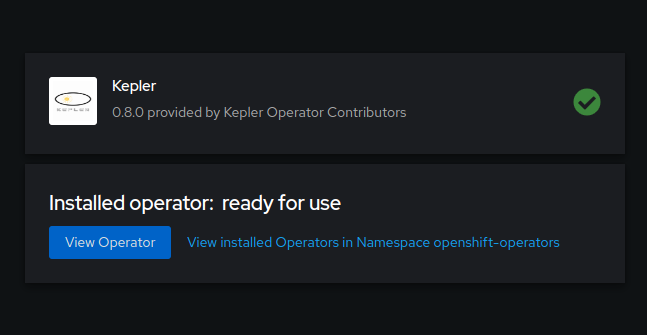 Kepler
0.8.0 provided by Kepler Operator Contributors
KEPLER
Installed operator: ready for use
View Operator
View installed Operators in Namespace openshift-operators